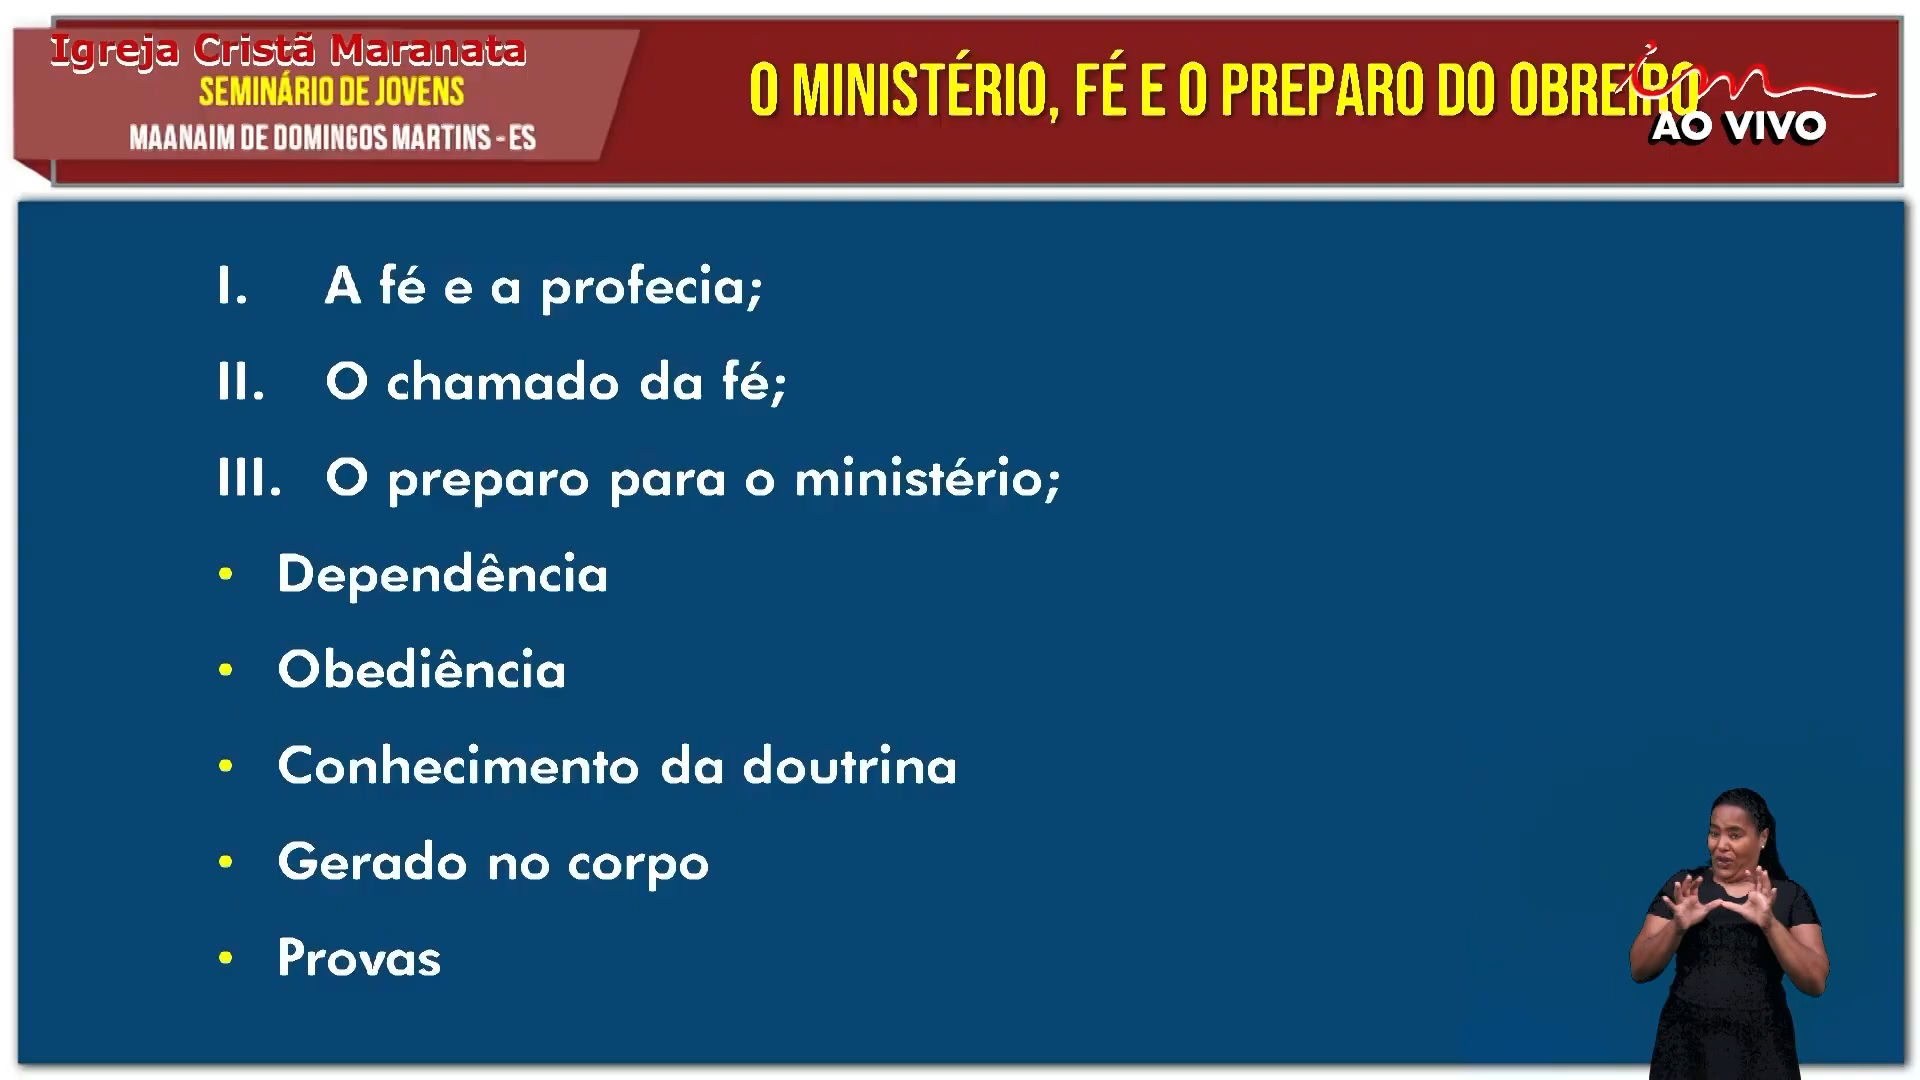 Igreja Cristã Maranata
SEMINÁRIO DE JOVENS
MAANAIM DE DOMINGOS MARTINS - ES
O MINISTÉRIO, FÉ E O PREPARO DO OBREIRO
AO VIVO
I. A fé e a profecia;
II. O chamado da fé;
III. O preparo para o ministério;
• Dependência
• Obediência
• Conhecimento da doutrina
• Gerado no corpo
• Provas